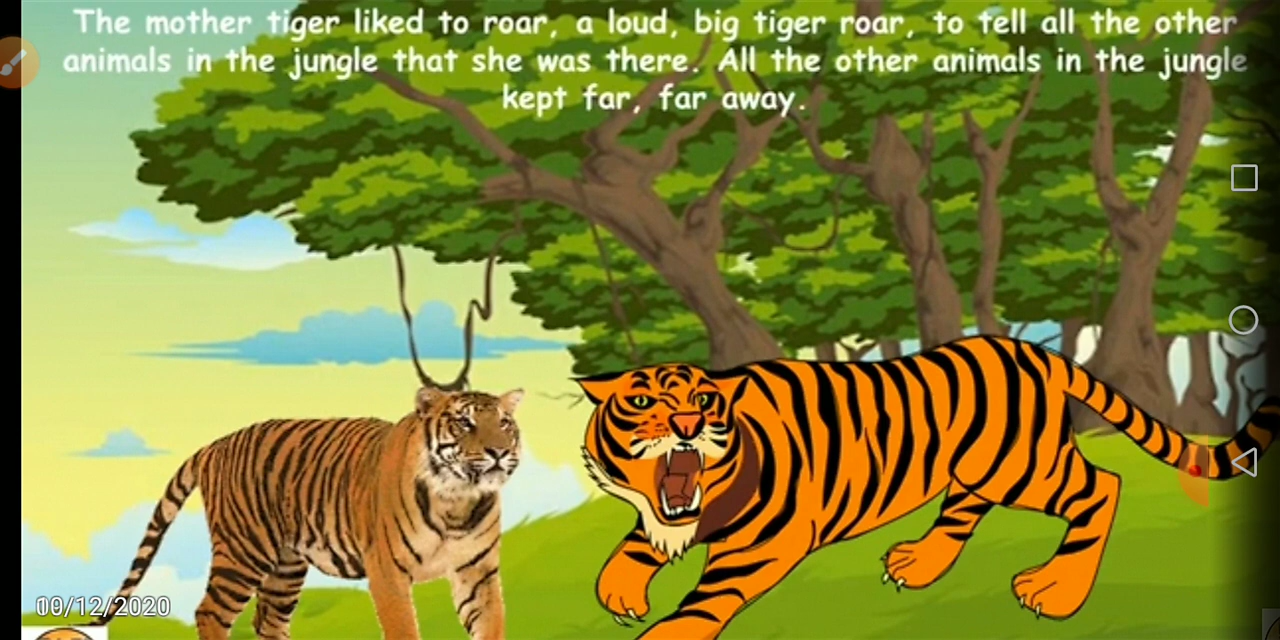 The mother tiger liked to roar, a loud, big tiger roar, to tell all the other
animals in the jungle that she was there. All the other animals in the jungle
kept far, far away.
09/12/2020